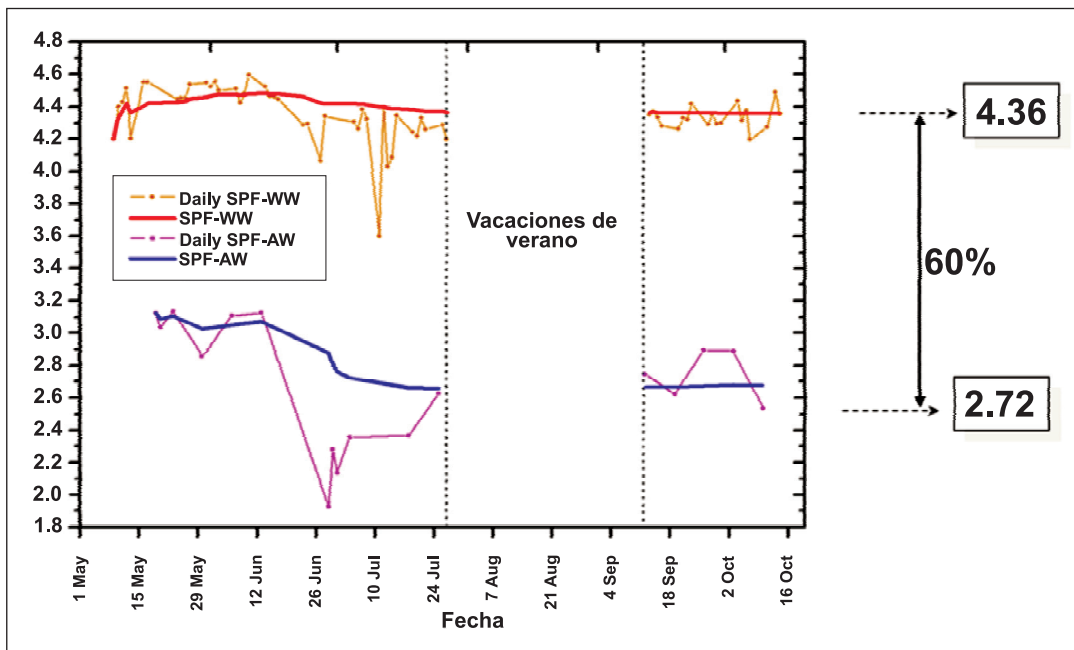 4.8
4.6
4.4
4.2
4.0
3.8
3.6
3.4
3.2
3.0
2.8
2.6
2.4
2.2
2.0
1.8
Daily SPF-WW
SPF-WW
Daily SPF-AW
SPF-AW
Vacaciones de
verano
1 May
15 May
29 May
12 Jun
26 Jun
10 Jul
24 Jul
7 Aug
21 Aug
4 Sep
18 Sep
2 Oct
16 Oct
Fecha
4.36
60%
2.72